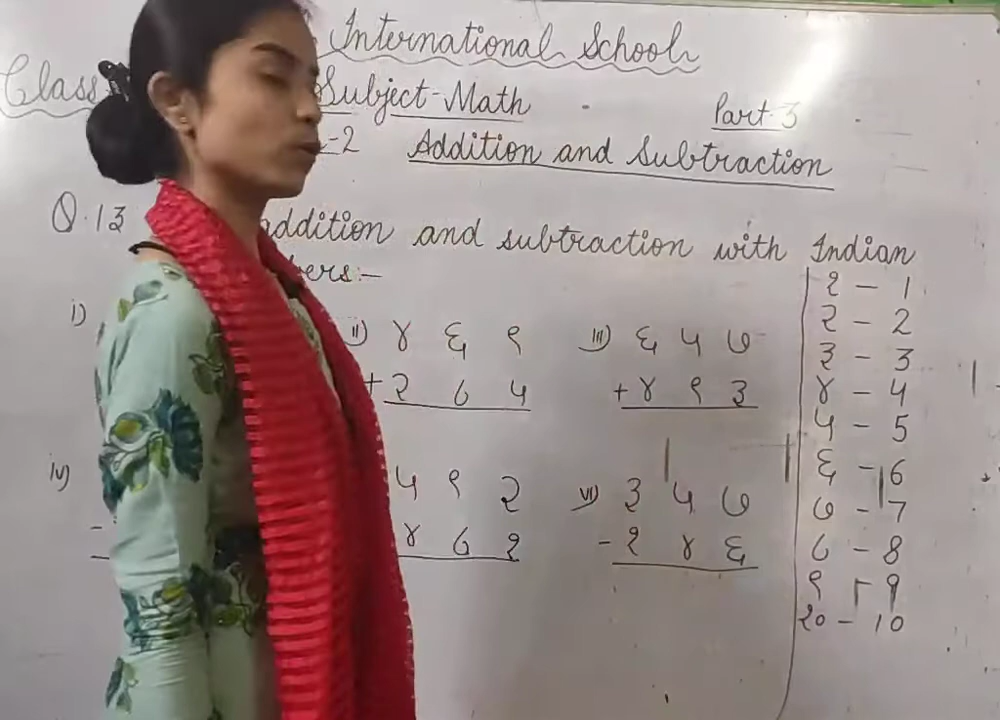 International School
Class Subject-Math Part-3
-2 Addition and Subtraction
Q.13 addition and subtraction with Indian
bers:-
i) ii) ४ ६ ९ iii) ६ ५ ७
+ २ ८ ५ + ४ ९ ३
iv) ५ ९ २ vi) ३ ५ ७
- ४ ८ १ - १ ४ ६
१ - 1
२ - 2
३ - 3
४ - 4
५ - 5
६ - 6
७ - 7
८ - 8
९ - 9
१० - 10